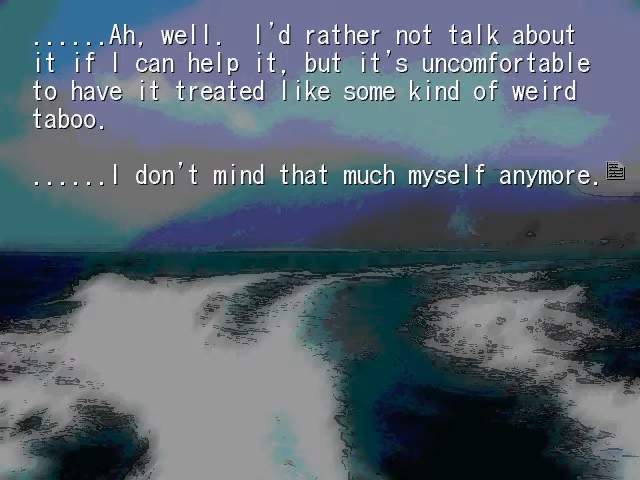 ......Ah, well.  I'd rather not talk about
it if I can help it, but it's uncomfortable
to have it treated like some kind of weird
taboo.
......I don't mind that much myself anymore.